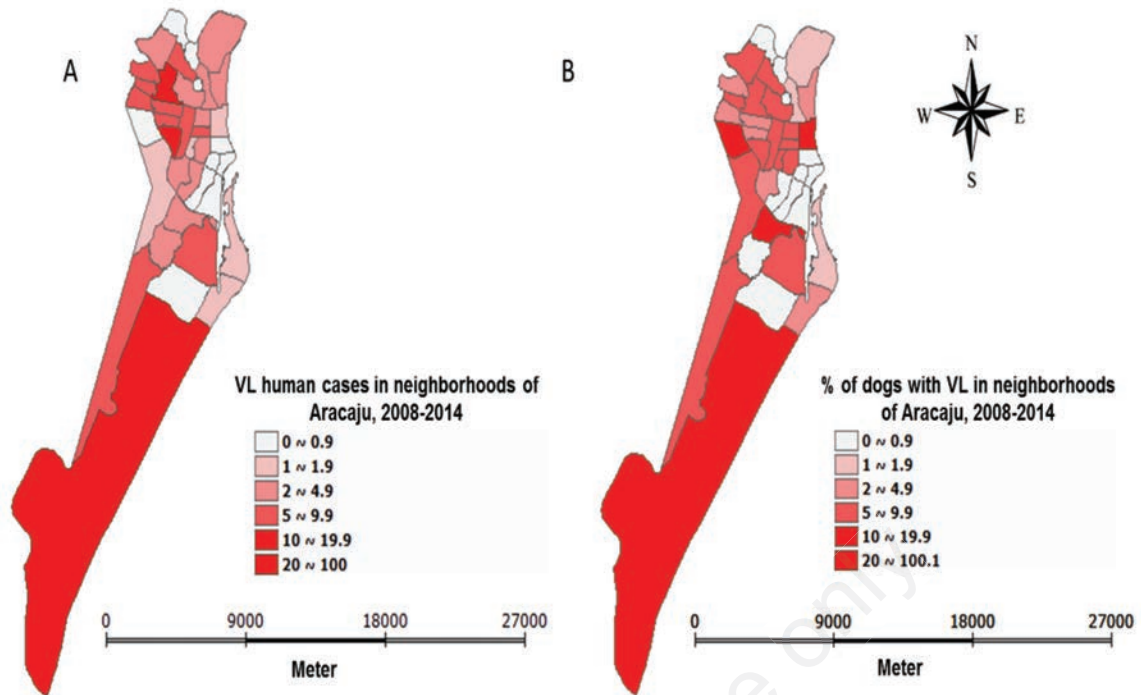 A
B
N
W E
S
VL human cases in neighborhoods of
Aracaju, 2008-2014
0 ~ 0.9
1 ~ 1.9
2 ~ 4.9
5 ~ 9.9
10 ~ 19.9
20 ~ 100
0 9000 18000 27000
Meter
% of dogs with VL in neighborhoods
of Aracaju, 2008-2014
0 ~ 0.9
1 ~ 1.9
2 ~ 4.9
5 ~ 9.9
10 ~ 19.9
20 ~ 100.1
0 9000 18000 27000
Meter
only